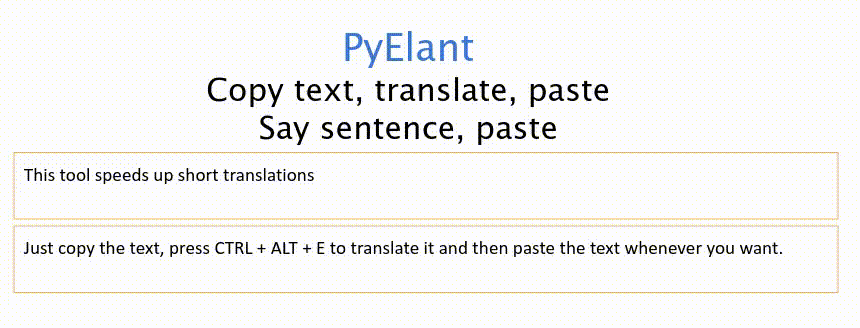 PyElant
Copy text, translate, paste
Say sentence, paste
This tool speeds up short translations
Just copy the text, press CTRL + ALT + E to translate it and then paste the text whenever you want.